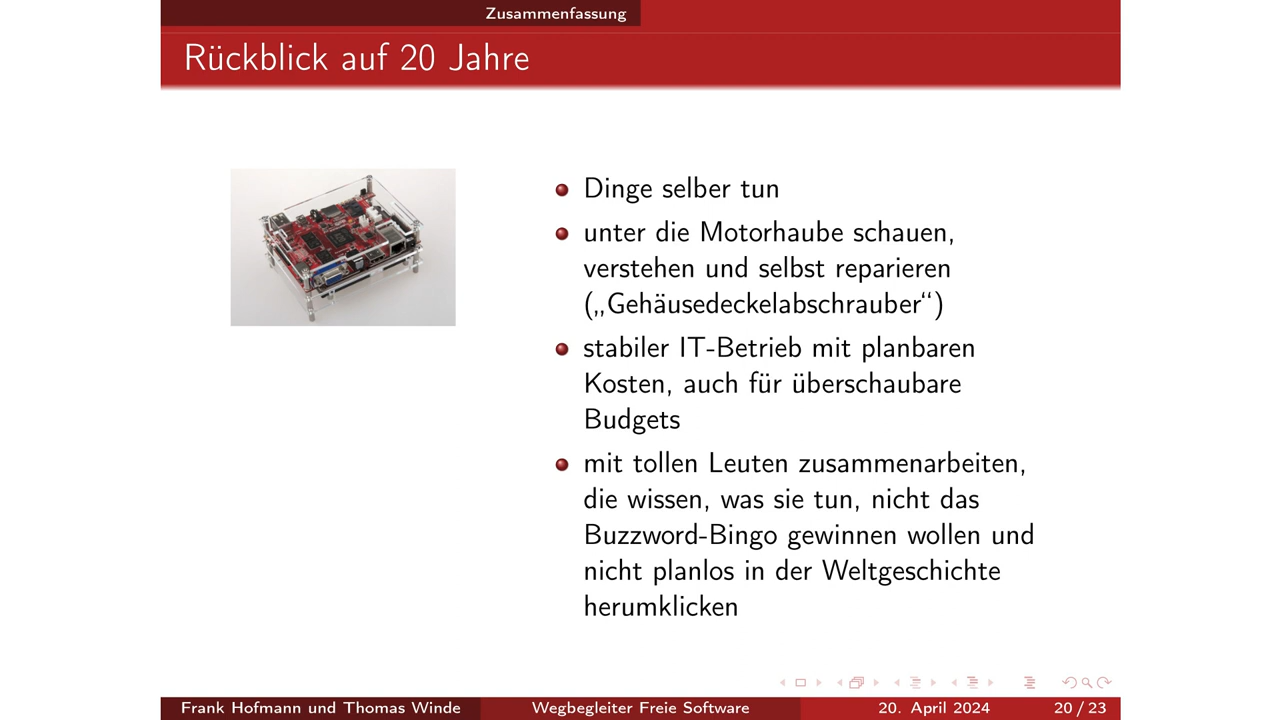 Zusammenfassung
Rückblick auf 20 Jahre
Dinge selber tun
unter die Motorhaube schauen,
verstehen und selbst reparieren
(„Gehäusedeckelabschrauber“)
stabiler IT-Betrieb mit planbaren
Kosten, auch für überschaubare
Budgets
mit tollen Leuten zusammenarbeiten,
die wissen, was sie tun, nicht das
Buzzword-Bingo gewinnen wollen und
nicht planlos in der Weltgeschichte
herumklicken
Frank Hofmann und Thomas Winde
Wegbegleiter Freie Software
20. April 2024
20 / 23